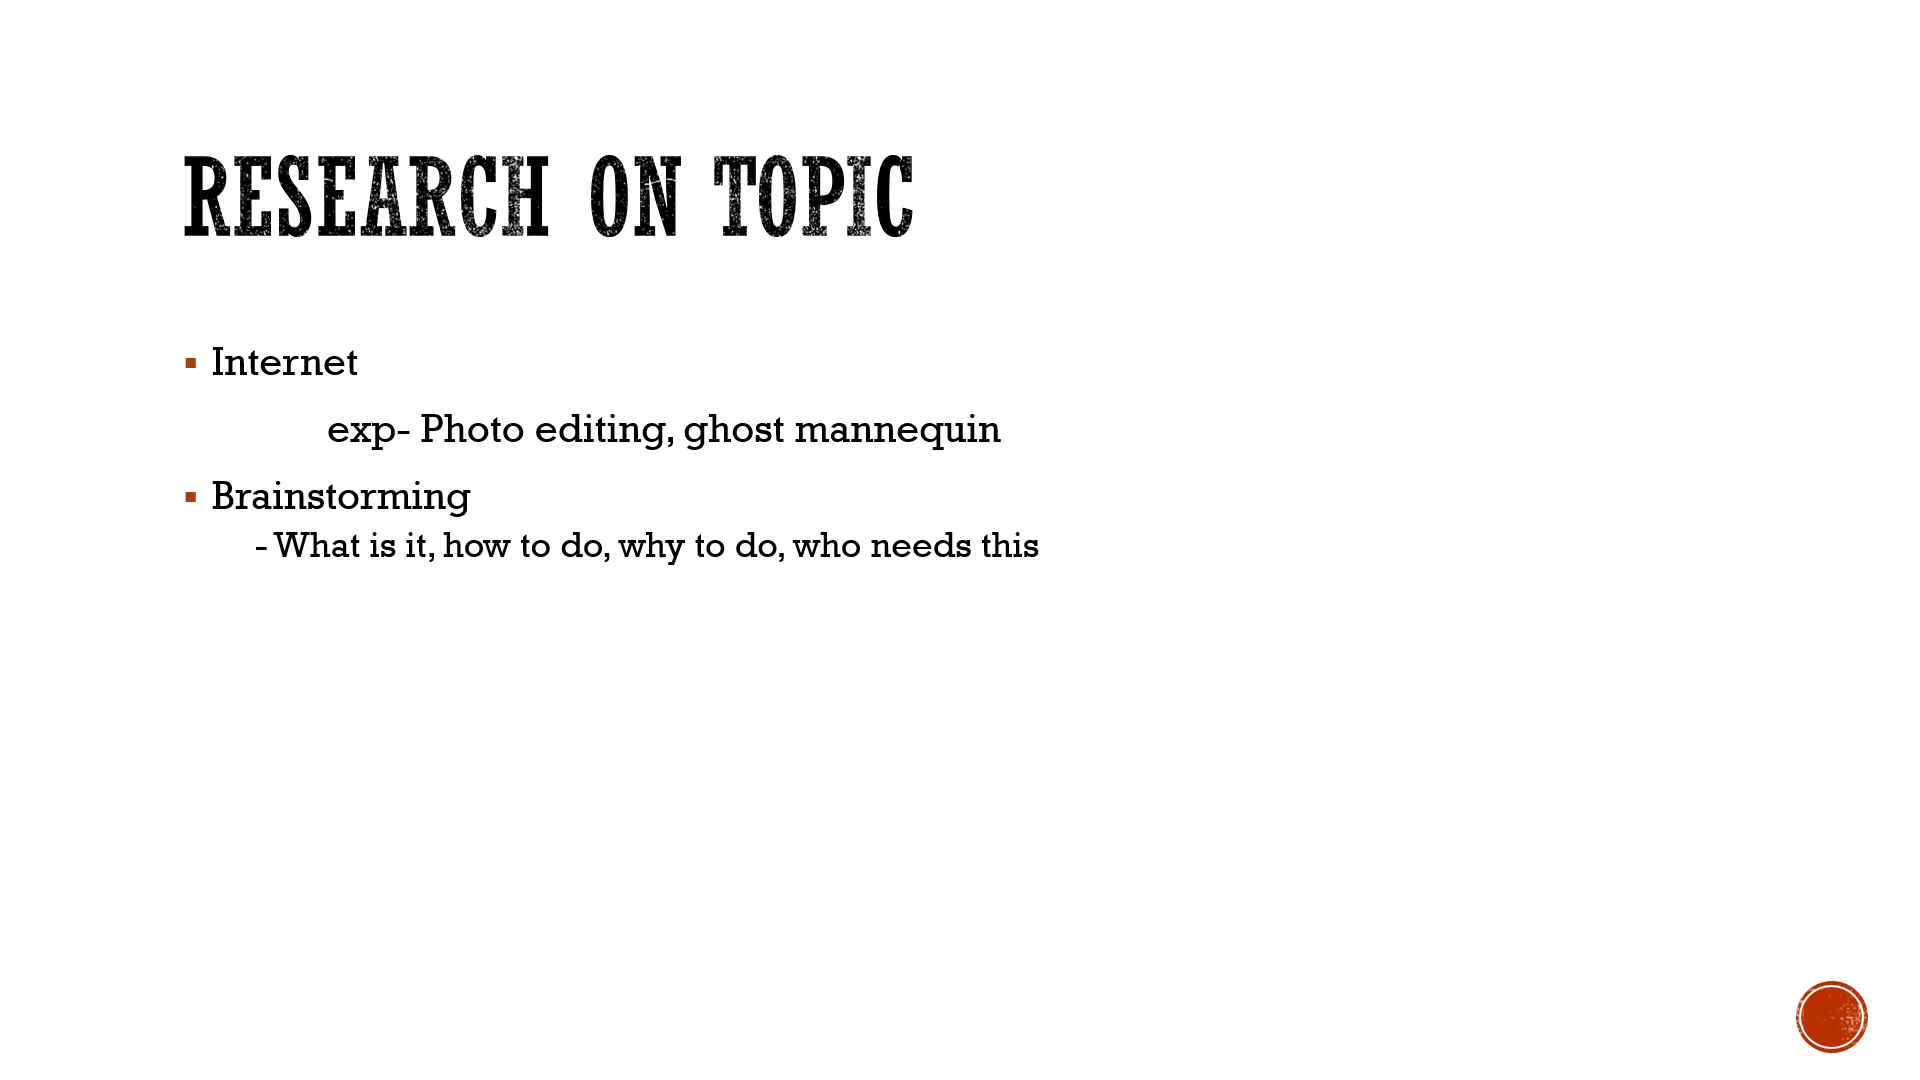 RESEARCH ON TOPIC
▪ Internet
exp- Photo editing, ghost mannequin
▪ Brainstorming
- What is it, how to do, why to do, who needs this